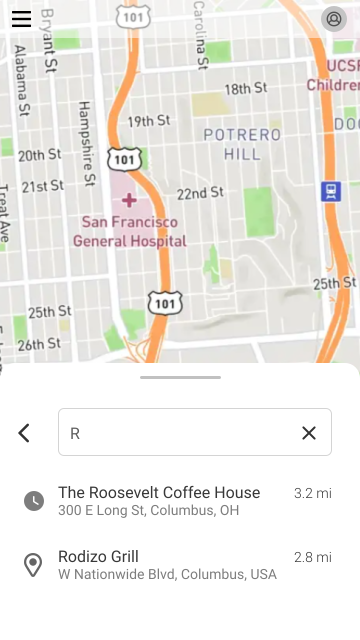 101
Bryant St
Carolina St
UCSF
Children
Alabama St
18th St
Hampshire St
19th St
DO
POTRERO
HILL
20th St
101
21st St
22nd St
Treat Ave
San Francisco
General Hospital
25th St
101
25th St
26th St
R
The Roosevelt Coffee House
3.2 mi
300 E Long St, Columbus, OH
Rodizo Grill
2.8 mi
W Nationwide Blvd, Columbus, USA